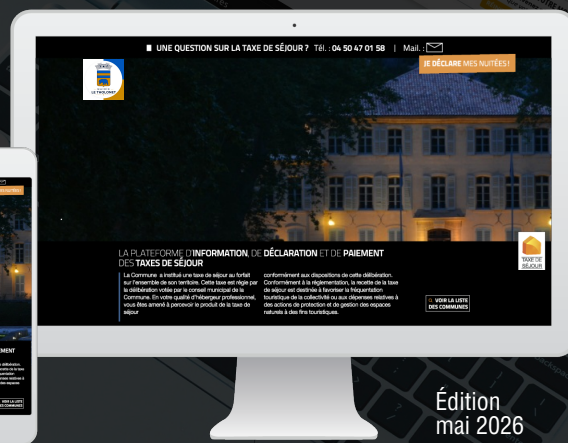 UNE QUESTION SUR LA TAXE DE SÉJOUR ? Tél. : 04 50 47 01 58 | Mail. :
JE DÉCLARE MES NUITÉES !
MAIRIE
LE THOLONET
LA PLATEFORME D'INFORMATION, DE DÉCLARATION ET DE PAIEMENT
DES TAXES DE SÉJOUR
La Commune a institué une taxe de séjour au forfait
sur l'ensemble de son territoire. Cette taxe est régie par
la délibération votée par le conseil municipal de la
Commune. En votre qualité d'hébergeur professionnel,
vous êtes amené à percevoir le produit de la taxe de
séjour
conformément aux dispositions de cette délibération.
Conformément à la réglementation, la recette de la taxe
de séjour est destinée à favoriser la fréquentation
touristique de la collectivité ou aux dépenses relatives à
des actions de protection et de gestion des espaces
naturels à des fins touristiques.
TAXE DE
SÉJOUR
VOIR LA LISTE
DES COMMUNES
Édition
mai 2026